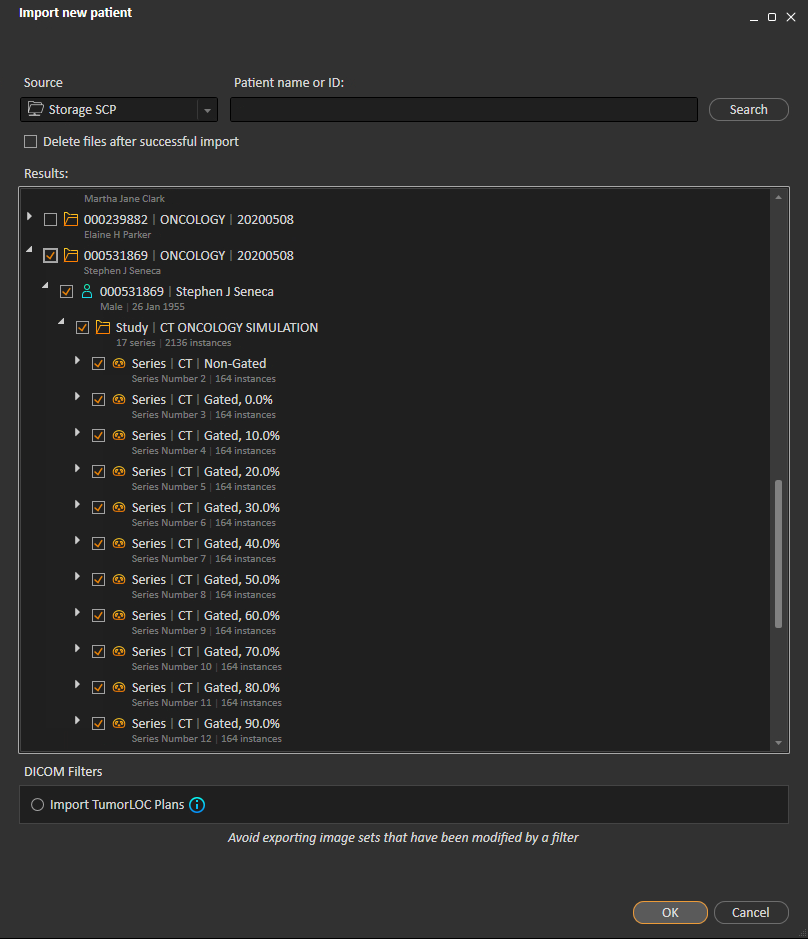 Import new patient
Source
Patient name or ID:
Storage SCP
Search
Delete files after successful import
Results:
Martha Jane Clark
000239882 | ONCOLOGY | 20200508
Elaine H Parker
000531869 | ONCOLOGY | 20200508
Stephen J Seneca
000531869 | Stephen J Seneca
Male | 26 Jan 1955
Study | CT ONCOLOGY SIMULATION
17 series | 2136 instances
Series | CT | Non-Gated
Series Number 2 | 164 instances
Series | CT | Gated, 0.0%
Series Number 3 | 164 instances
Series | CT | Gated, 10.0%
Series Number 4 | 164 instances
Series | CT | Gated, 20.0%
Series Number 5 | 164 instances
Series | CT | Gated, 30.0%
Series Number 6 | 164 instances
Series | CT | Gated, 40.0%
Series Number 7 | 164 instances
Series | CT | Gated, 50.0%
Series Number 8 | 164 instances
Series | CT | Gated, 60.0%
Series Number 9 | 164 instances
Series | CT | Gated, 70.0%
Series Number 10 | 164 instances
Series | CT | Gated, 80.0%
Series Number 11 | 164 instances
Series | CT | Gated, 90.0%
Series Number 12 | 164 instances
DICOM Filters
Import TumorLOC Plans
Avoid exporting image sets that have been modified by a filter
OK
Cancel